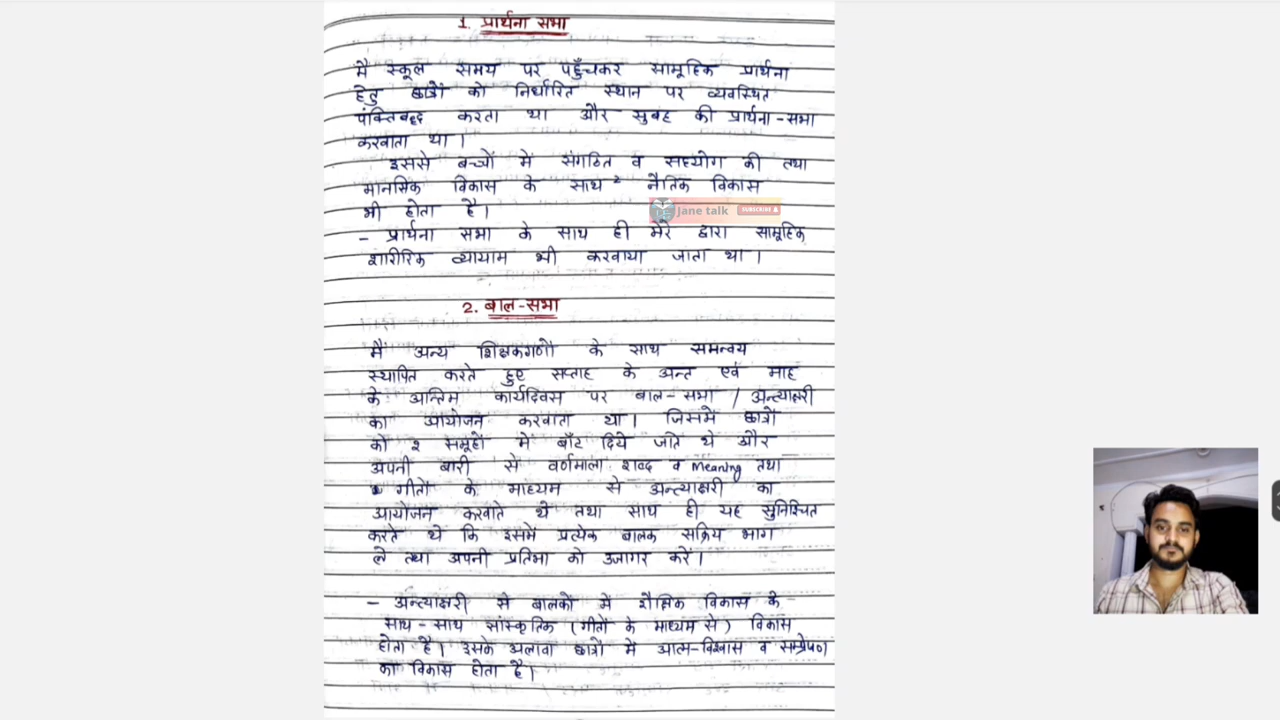 1. प्रार्थना सभा
मै स्कूल समय पर पहुँचकर सामूहिक प्रार्थना
हेतु छात्रों को निर्धारित स्थान पर व्यवस्थित
पंक्तिबद्ध करता था और सुबह की प्रार्थना-सभा
करवाता था।
इससे बच्चों में संगठित व सहयोग की तथा
मानसिक विकास के साथ २ नैतिक विकास
भी होता है।
jane talk SUBSCRIBE
- प्रार्थना सभा के साथ ही मेरे द्वारा सामूहिक
शारीरिक व्यायाम भी करवाया जाता था।
2. बाल-सभा
मैं अन्य शिक्षकगणों के साथ समन्वय
स्थापित करते हुए सप्ताह के अन्त एवं माह
के अन्तिम कार्यदिवस पर बाल-सभा / अन्त्याक्षरी
का आयोजन करवाता था। जिसमें छात्रों
को २ समूहों में बाँट दिये जाते थे और
अपनी बारी से वर्णमाला शब्द व Meaning तथा
गीतों के माध्यम से अन्त्याक्षरी का
आयोजन करवाते थे तथा साथ ही यह सुनिश्चित
करते थे कि इसमें प्रत्येक बालक सक्रिय भाग
ले तथा अपनी प्रतिभा को उजागर करें।
- अन्त्याक्षरी से बालकों में शैक्षिक विकास के
साथ-साथ सांस्कृतिक (गीतों के माध्यम से) विकास
होता है। इसके अलावा छात्रों में आत्म-विश्वास व सम्प्रेषण
का विकास होता है।